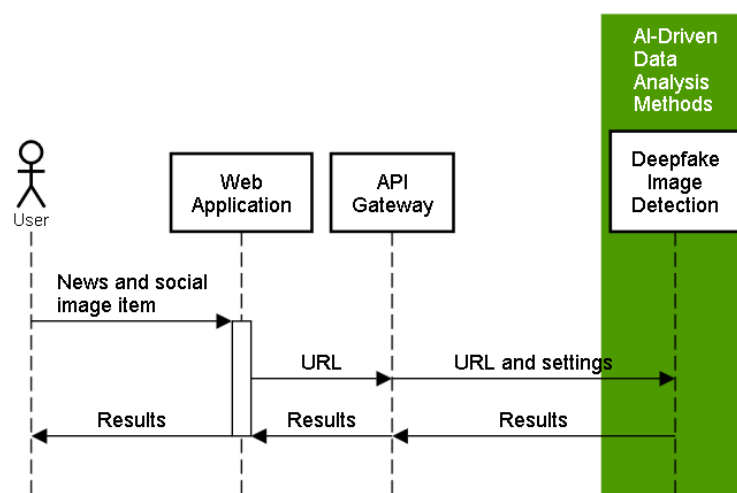 AI-Driven
Data
Analysis
Methods
User
Web
Application
API
Gateway
Deepfake
Image
Detection
News and social
image item
URL
URL and settings
Results
Results
Results